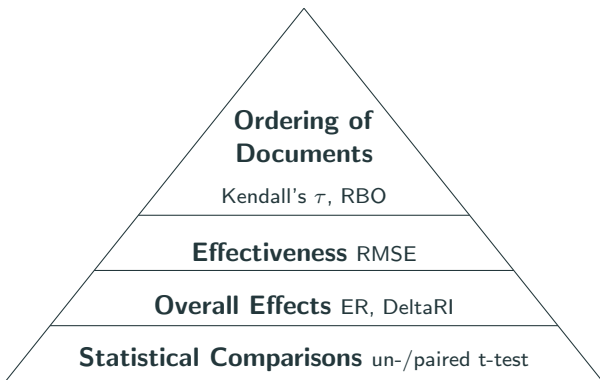 Ordering of
Documents
Kendall's τ, RBO
Effectiveness RMSE
Overall Effects ER, DeltaRI
Statistical Comparisons un-/paired t-test